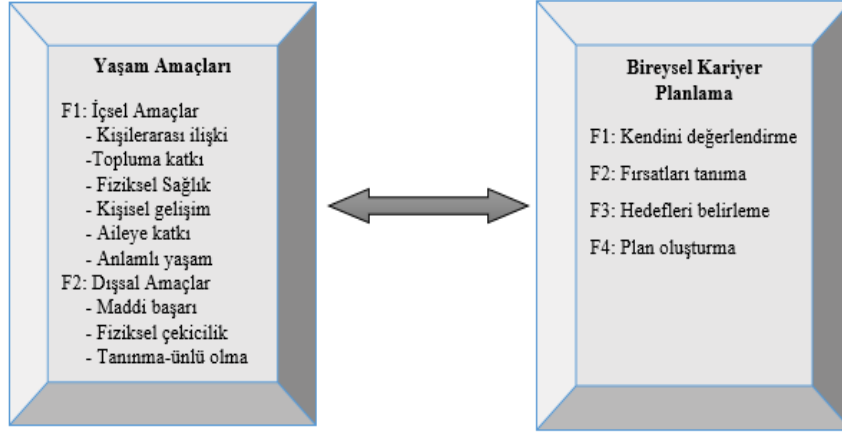 Yaşam Amaçları
F1: İçsel Amaçlar
- Kişilerarası ilişki
-Topluma katkı
- Fiziksel Sağlık
- Kişisel gelişim
- Aileye katkı
- Anlamlı yaşam
F2: Dışsal Amaçlar
- Maddi başarı
- Fiziksel çekicilik
- Tanınma-ünlü olma
Bireysel Kariyer
Planlama
F1: Kendini değerlendirme
F2: Fırsatları tanıma
F3: Hedefleri belirleme
F4: Plan oluşturma